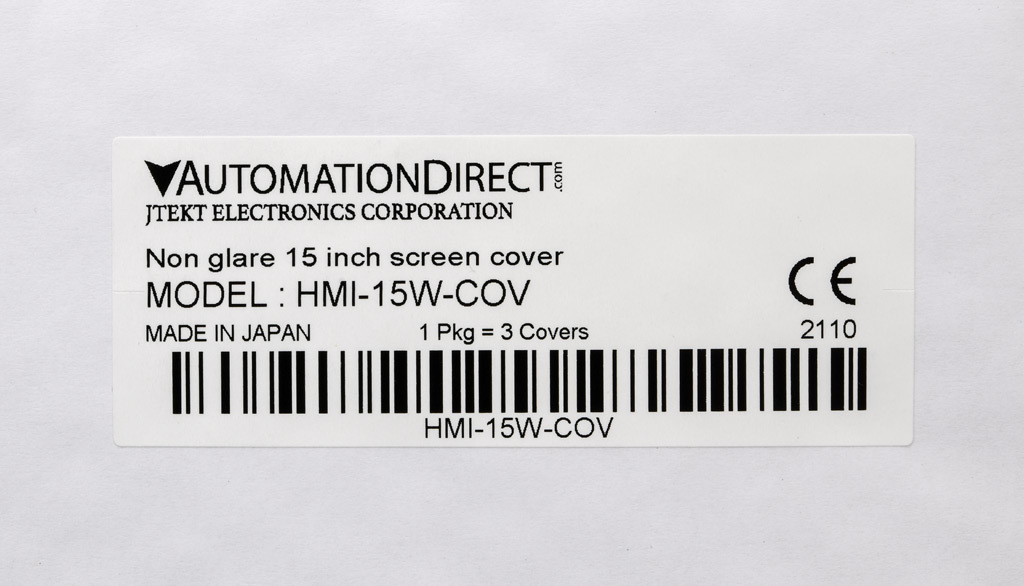 AUTOMATIONDIRECT.com
JTEKT ELECTRONICS CORPORATION
Non glare 15 inch screen cover
MODEL : HMI-15W-COV
CE
MADE IN JAPAN 1 Pkg = 3 Covers 2110
HMI-15W-COV